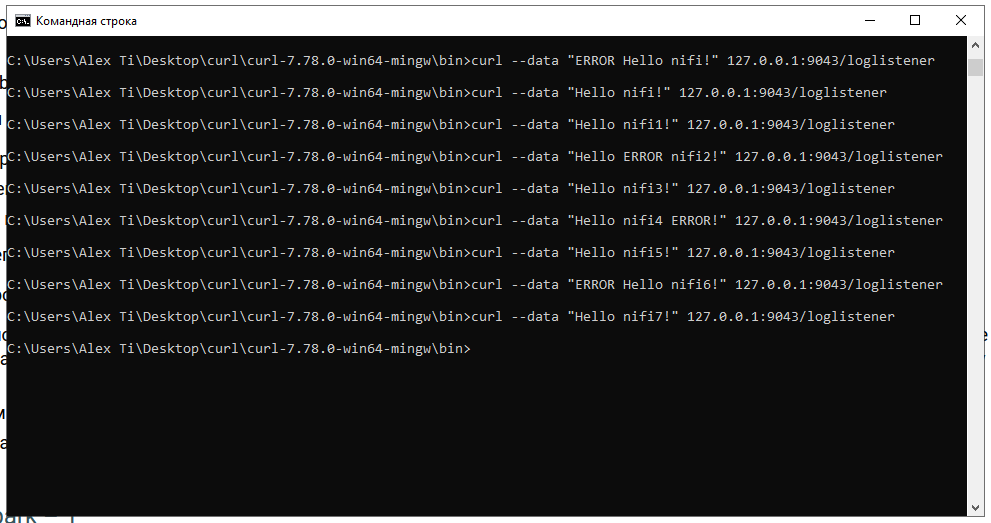 Командная строка
C:\Users\Alex Ti\Desktop\curl\curl-7.78.0-win64-mingw\bin>curl --data "ERROR Hello nifi!" 127.0.0.1:9043/loglistener
C:\Users\Alex Ti\Desktop\curl\curl-7.78.0-win64-mingw\bin>curl --data "Hello nifi!" 127.0.0.1:9043/loglistener
C:\Users\Alex Ti\Desktop\curl\curl-7.78.0-win64-mingw\bin>curl --data "Hello nifi1!" 127.0.0.1:9043/loglistener
C:\Users\Alex Ti\Desktop\curl\curl-7.78.0-win64-mingw\bin>curl --data "Hello ERROR nifi2!" 127.0.0.1:9043/loglistener
C:\Users\Alex Ti\Desktop\curl\curl-7.78.0-win64-mingw\bin>curl --data "Hello nifi3!" 127.0.0.1:9043/loglistener
C:\Users\Alex Ti\Desktop\curl\curl-7.78.0-win64-mingw\bin>curl --data "Hello nifi4 ERROR!" 127.0.0.1:9043/loglistener
C:\Users\Alex Ti\Desktop\curl\curl-7.78.0-win64-mingw\bin>curl --data "Hello nifi5!" 127.0.0.1:9043/loglistener
C:\Users\Alex Ti\Desktop\curl\curl-7.78.0-win64-mingw\bin>curl --data "ERROR Hello nifi6!" 127.0.0.1:9043/loglistener
C:\Users\Alex Ti\Desktop\curl\curl-7.78.0-win64-mingw\bin>curl --data "Hello nifi7!" 127.0.0.1:9043/loglistener
C:\Users\Alex Ti\Desktop\curl\curl-7.78.0-win64-mingw\bin>